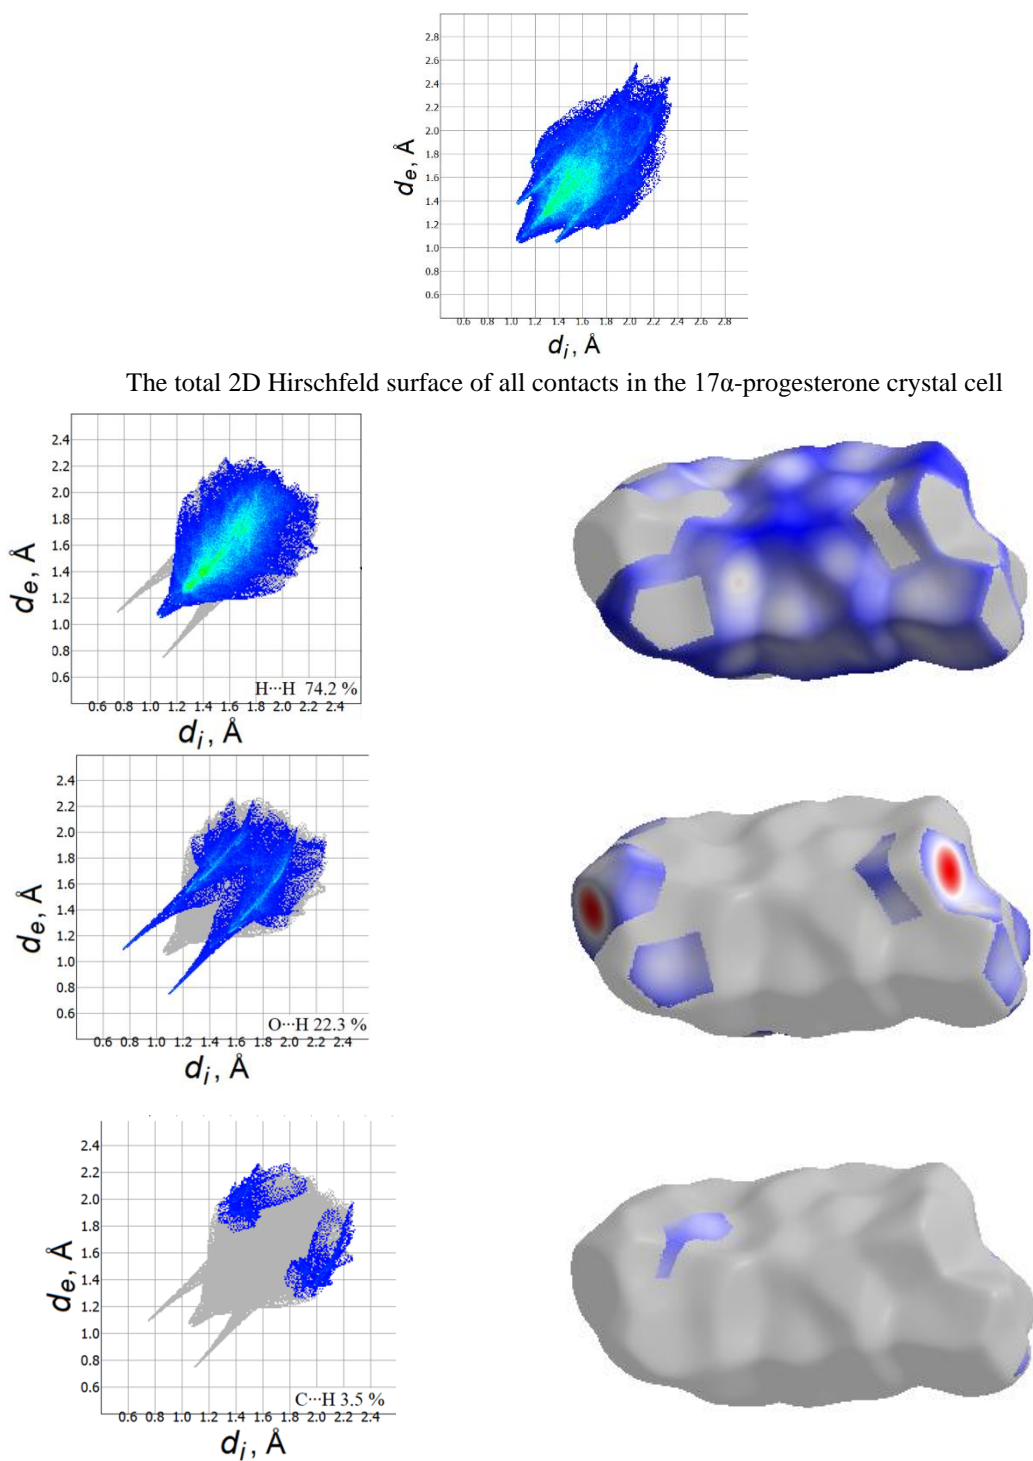 2.8
2.6
2.4
2.2
2.0
1.8
1.6
1.4
1.2
1.0
0.8
0.6
de, Å
0.6 0.8 1.0 1.2 1.4 1.6 1.8 2.0 2.2 2.4 2.6 2.8
di, Å
The total 2D Hirschfeld surface of all contacts in the 17α-progesterone crystal cell
2.4
2.2
2.0
1.8
1.6
1.4
1.2
1.0
0.8
0.6
de, Å
H···H 74.2 %
0.6 0.8 1.0 1.2 1.4 1.6 1.8 2.0 2.2 2.4
di, Å
2.4
2.2
2.0
1.8
1.6
1.4
1.2
1.0
0.8
0.6
de, Å
O···H 22.3 %
0.6 0.8 1.0 1.2 1.4 1.6 1.8 2.0 2.2 2.4
di, Å
2.4
2.2
2.0
1.8
1.6
1.4
1.2
1.0
0.8
0.6
de, Å
C···H 3.5 %
0.6 0.8 1.0 1.2 1.4 1.6 1.8 2.0 2.2 2.4
di, Å